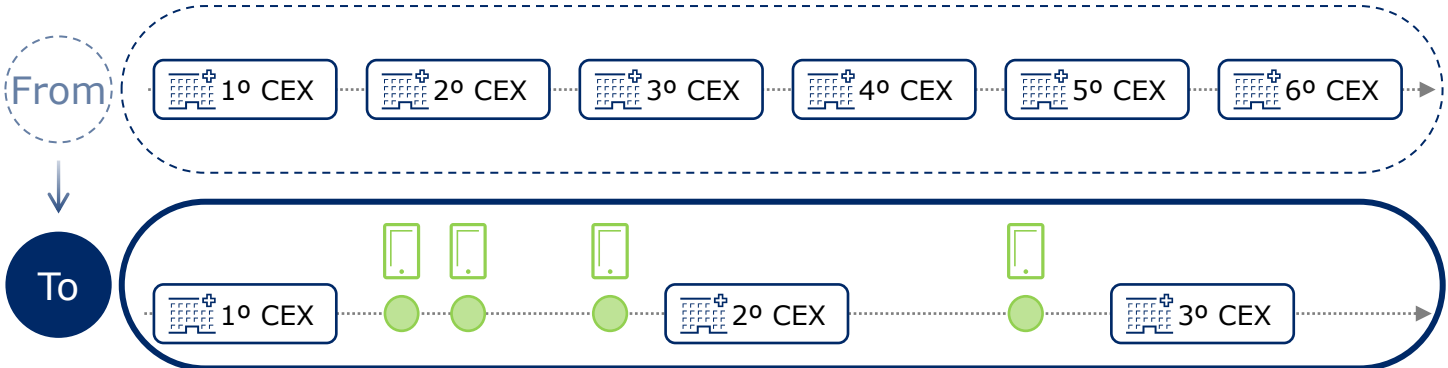 From
1º CEX
2º CEX
3º CEX
4º CEX
5º CEX
6º CEX
To
1º CEX
2º CEX
3º CEX